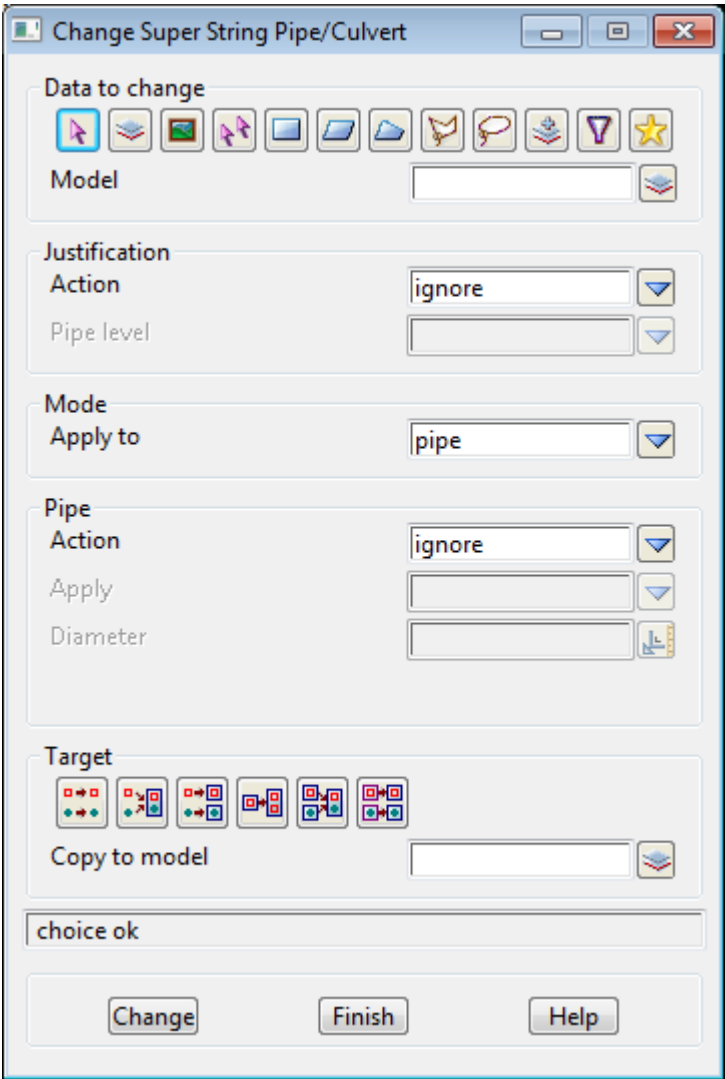 Change Super String Pipe/Culvert
Data to change
Model
Justification
Action ignore
Pipe level
Mode
Apply to pipe
Pipe
Action ignore
Apply
Diameter
Target
Copy to model
choice ok
Change Finish Help